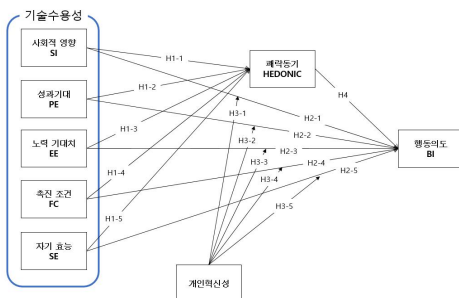 기술수용성
사회적 영향
SI
성과기대
PE
노력 기대치
EE
촉진 조건
FC
자기 효능
SE
쾌락동기
HEDONIC
행동의도
BI
개인혁신성
H1-1
H1-2
H1-3
H1-4
H1-5
H2-1
H2-2
H2-3
H2-4
H2-5
H3-1
H3-2
H3-3
H3-4
H3-5
H4